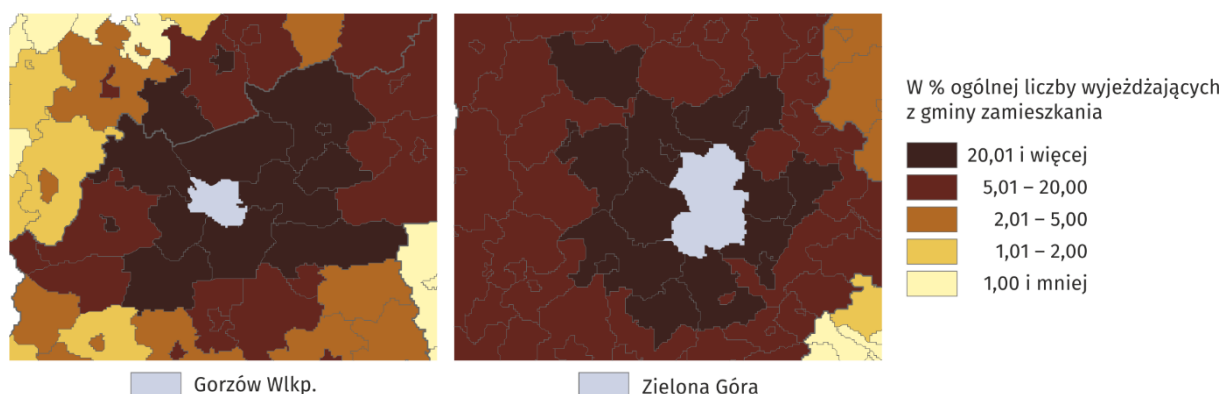 W % ogólnej liczby wyjeżdżających
z gminy zamieszkania
20,01 i więcej
5,01 – 20,00
2,01 – 5,00
1,01 – 2,00
1,00 i mniej
Gorzów Wlkp.
Zielona Góra